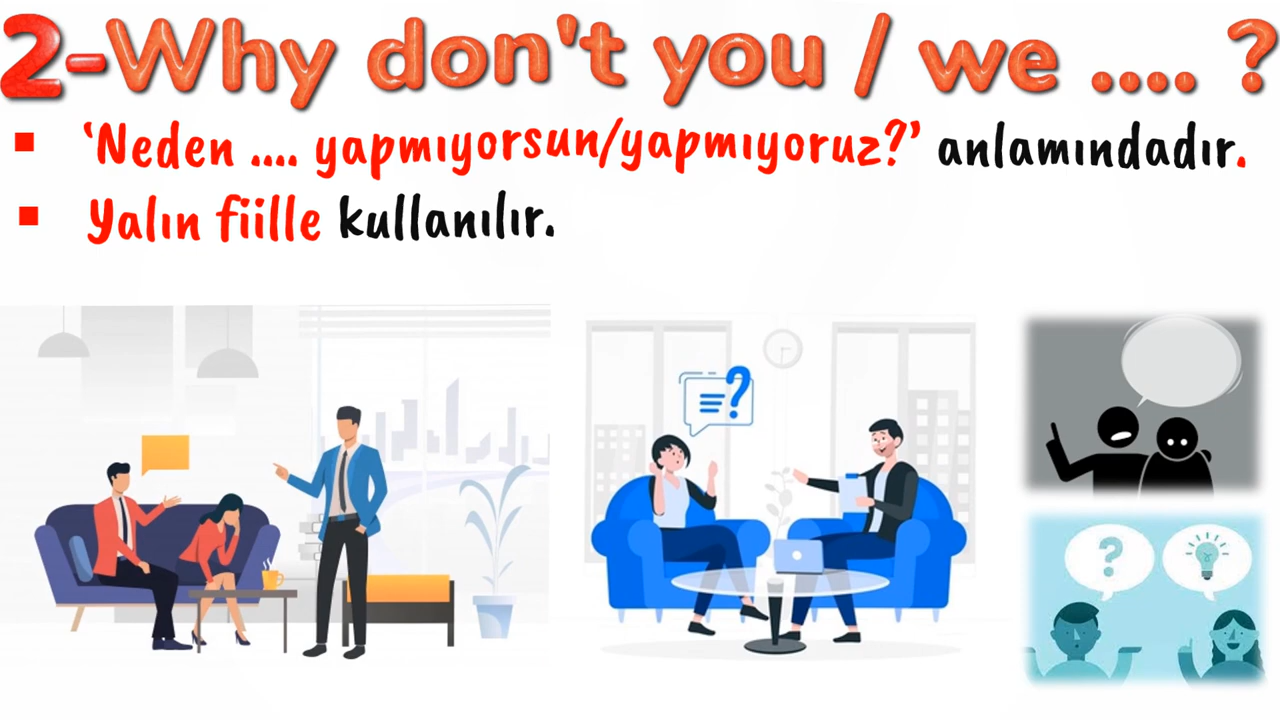 2-Why don't you / we .... ?
▪ ‘Neden .... yapmıyorsun/yapmıyoruz?’ anlamındadır.
▪ Yalın fiille kullanılır.
?
?